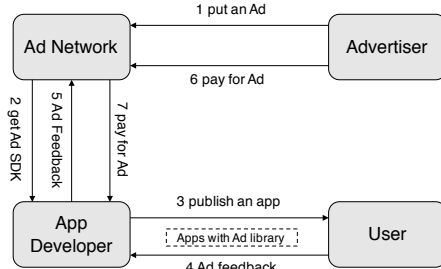 1 put an Ad
Ad Network
Advertiser
6 pay for Ad
2 get Ad SDK
5 Ad Feedback
7 pay for Ad
3 publish an app
App
Developer
Apps with Ad library
User
4 Ad feedback